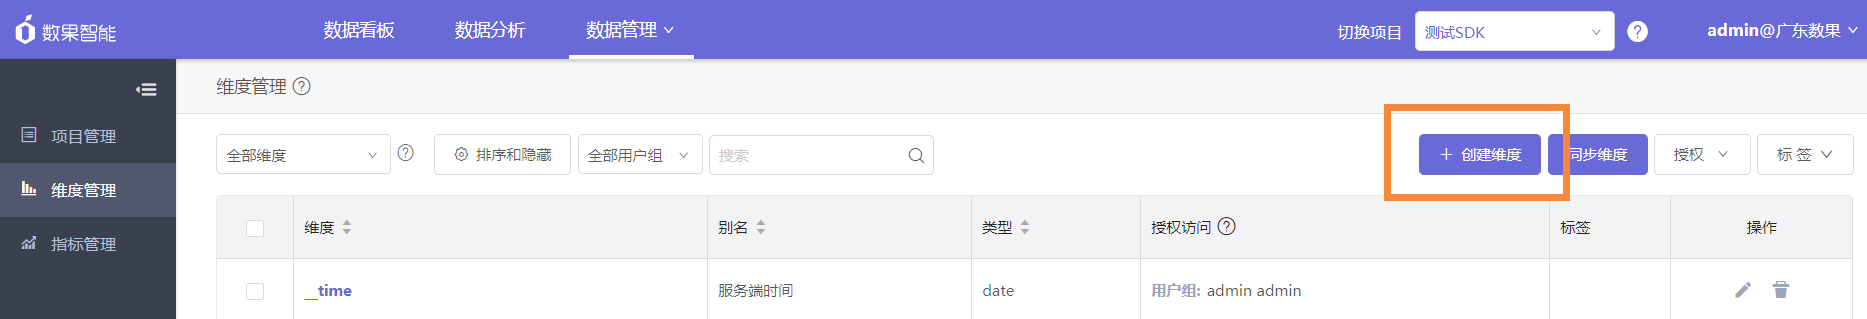 数果智能 数据看板 数据分析 数据管理 切换项目 测试SDK ? admin@广东数果
维度管理 ?
项目管理
维度管理
指标管理
全部维度 ? 排序和隐藏 全部用户组 搜索 + 创建维度 同步维度 授权 标签
维度 别名 类型 授权访问 ? 标签 操作
__time 服务端时间 date 用户组: admin admin